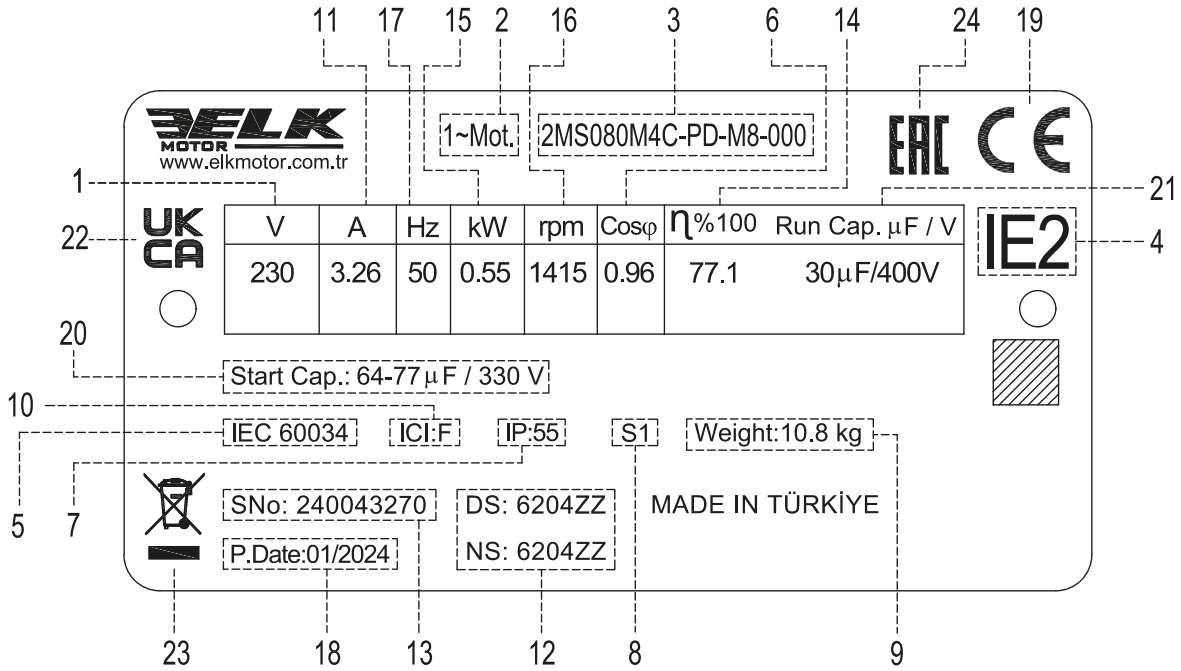 11 17 15 2 16 3 6 14 24 19
ELK
MOTOR
www.elkmotor.com.tr
1~Mot. 2MS080M4C-PD-M8-000
EAC CE
1
21
UK
CA
22
V A Hz kW rpm Cosφ η%100 Run Cap. μF / V
230 3.26 50 0.55 1415 0.96 77.1 30μF/400V
IE2
4
20
Start Cap.: 64-77 μF / 330 V
10
IEC 60034 ICI:F IP:55 S1 Weight:10.8 kg
5 7
SNo: 240043270 DS: 6204ZZ MADE IN TÜRKİYE
P.Date:01/2024 NS: 6204ZZ
23 18 13 12 8 9